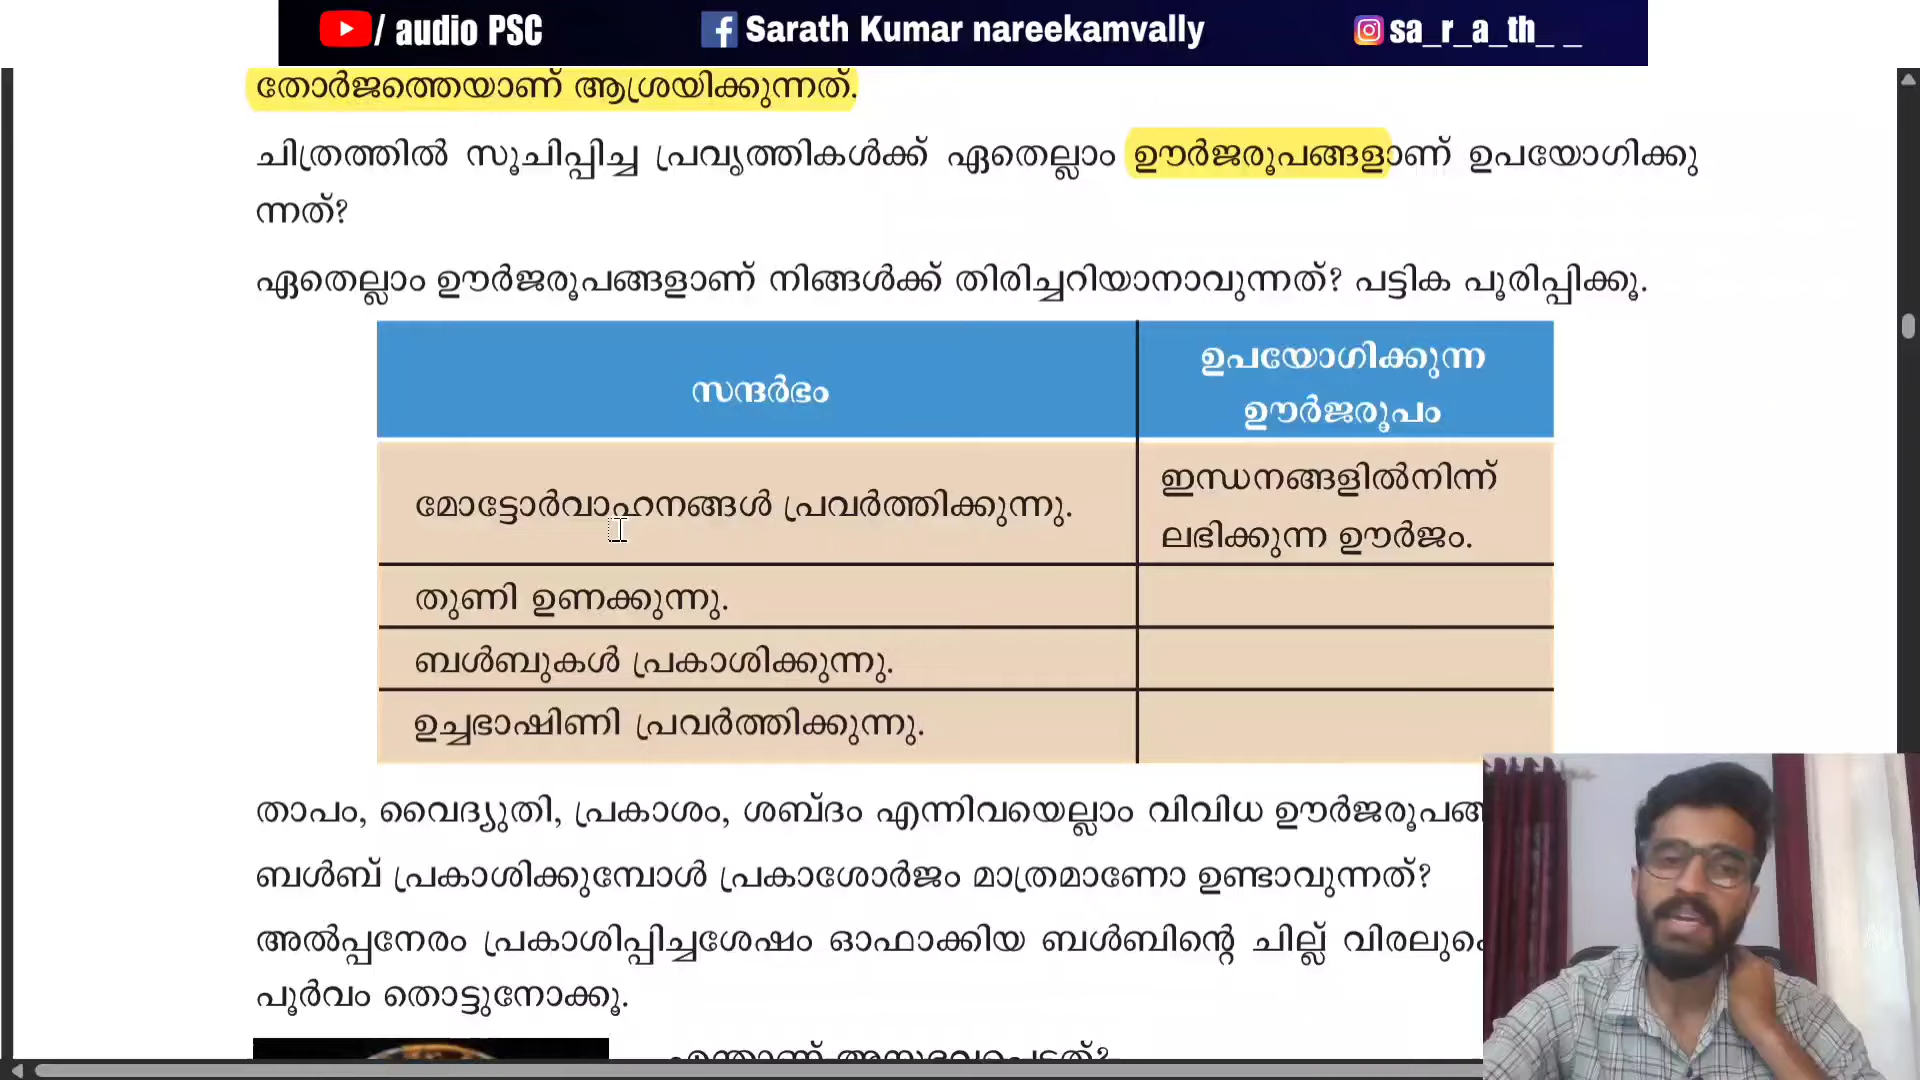 / audio PSC
Sarath Kumar nareekamvally
sa_r_a_th_ _
തോർജത്തെയാണ് ആശ്രയിക്കുന്നത്.
ചിത്രത്തിൽ സൂചിപ്പിച്ച പ്രവൃത്തികൾക്ക് ഏതെല്ലാം ഊർജരൂപങ്ങളാണ് ഉപയോഗിക്കു
ന്നത്?
ഏതെല്ലാം ഊർജരൂപങ്ങളാണ് നിങ്ങൾക്ക് തിരിച്ചറിയാനാവുന്നത്? പട്ടിക പൂരിപ്പിക്കൂ.
സന്ദർഭം
ഉപയോഗിക്കുന്ന
ഊർജരൂപം
മോട്ടോർവാഹനങ്ങൾ പ്രവർത്തിക്കുന്നു.
ഇന്ധനങ്ങളിൽനിന്ന്
ലഭിക്കുന്ന ഊർജം.
തുണി ഉണക്കുന്നു.
ബൾബുകൾ പ്രകാശിക്കുന്നു.
ഉച്ചഭാഷിണി പ്രവർത്തിക്കുന്നു.
താപം, വൈദ്യുതി, പ്രകാശം, ശബ്ദം എന്നിവയെല്ലാം വിവിധ
ബൾബ് പ്രകാശിക്കുമ്പോൾ പ്രകാശോർജം മാത്രമാണോ ഉണ്ടാവുന്നത്?
അൽപ്പനേരം പ്രകാശിപ്പിച്ചശേഷം ഓഫാക്കിയ ബൾബിന്റെ ചില്ല്
പൂർവം തൊട്ടുനോക്കൂ.